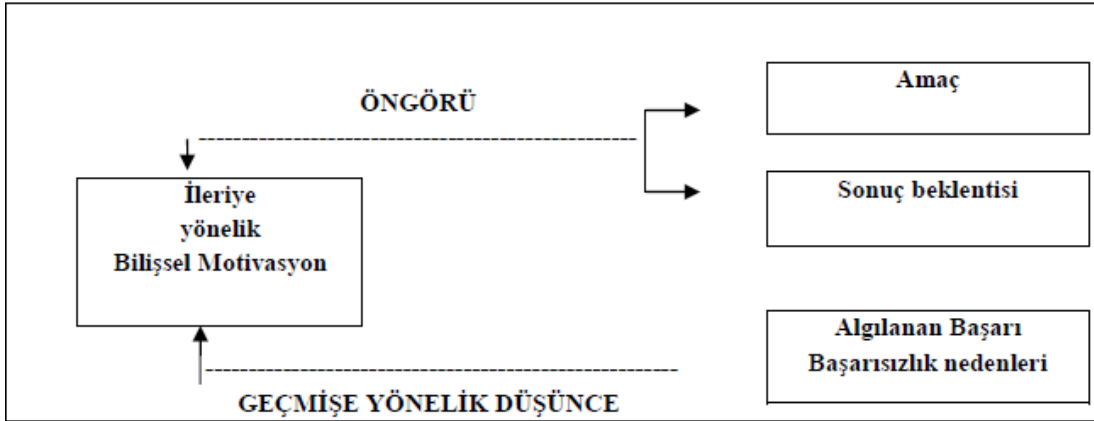 Amaç
ÖNGÖRÜ
Sonuç beklentisi
İleriye
yönelik
Bilişsel Motivasyon
Algılanan Başarı
Başarısızlık nedenleri
GEÇMİŞE YÖNELİK DÜŞÜNCE